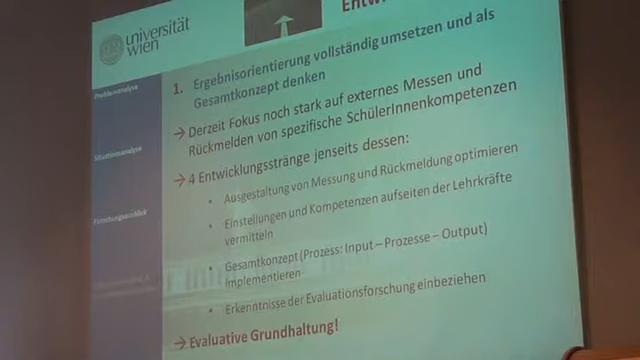 universität
wien
Entw
Problemanalyse
Situationsanalyse
Forschungsausblick
1. Ergebnisorientierung vollständig umsetzen und als
Gesamtkonzept denken
→ Derzeit Fokus noch stark auf externes Messen und
Rückmelden von spezifische SchülerInnenkompetenzen
→ 4 Entwicklungsstränge jenseits dessen:
• Ausgestaltung von Messung und Rückmeldung optimieren
• Einstellungen und Kompetenzen aufseiten der Lehrkräfte
vermitteln
• Gesamtkonzept (Prozess: Input – Prozesse – Output)
implementieren
• Erkenntnisse der Evaluationsforschung einbeziehen
→ Evaluative Grundhaltung!